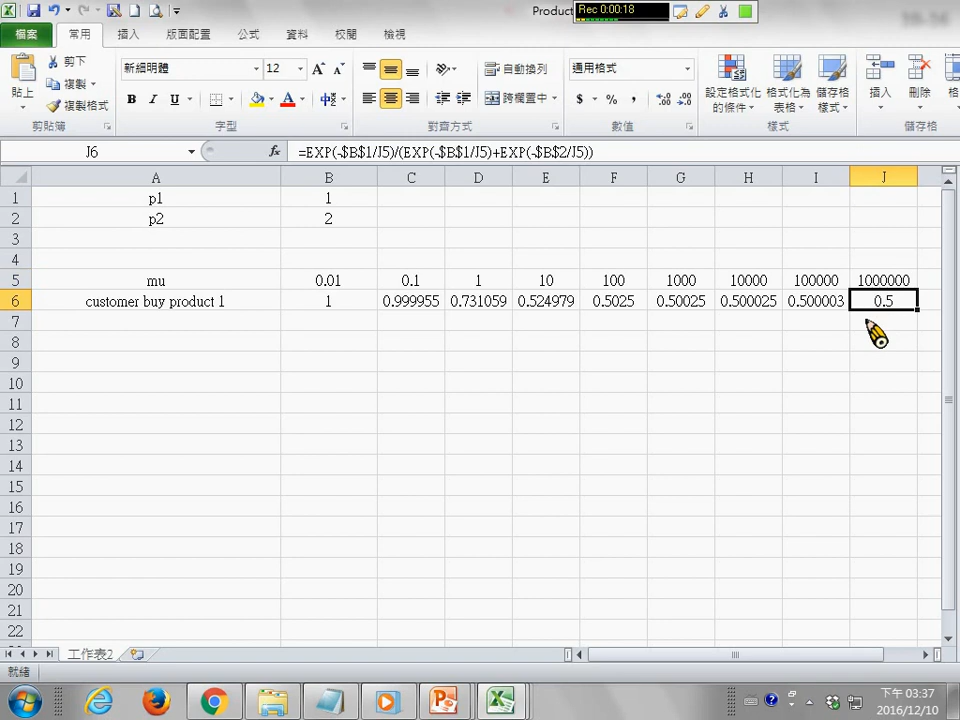 Product
Rec 0:00:18
檔案 常用 插入 版面配置 公式 資料 校閱 檢視
貼上 剪下 複製 複製格式 剪貼簿
新細明體 12 B I U A 字型
自動換列 跨欄置中 對齊方式
通用格式 $ % , 數值
設定格式化的條件 格式化為表格 儲存格樣式 樣式
插入 刪除 儲存格
J6 fx =EXP(-$B$1/J5)/(EXP(-$B$1/J5)+EXP(-$B$2/J5))
A B C D E F G H I J
1 p1 1
2 p2 2
3
4
5 mu 0.01 0.1 1 10 100 1000 10000 100000 1000000
6 customer buy product 1 1 0.999955 0.731059 0.524979 0.5025 0.50025 0.500025 0.500003 0.5
7
8
9
10
11
12
13
14
15
16
17
18
19
20
21
22
工作表2
就緒
下午 03:37
2016/12/10